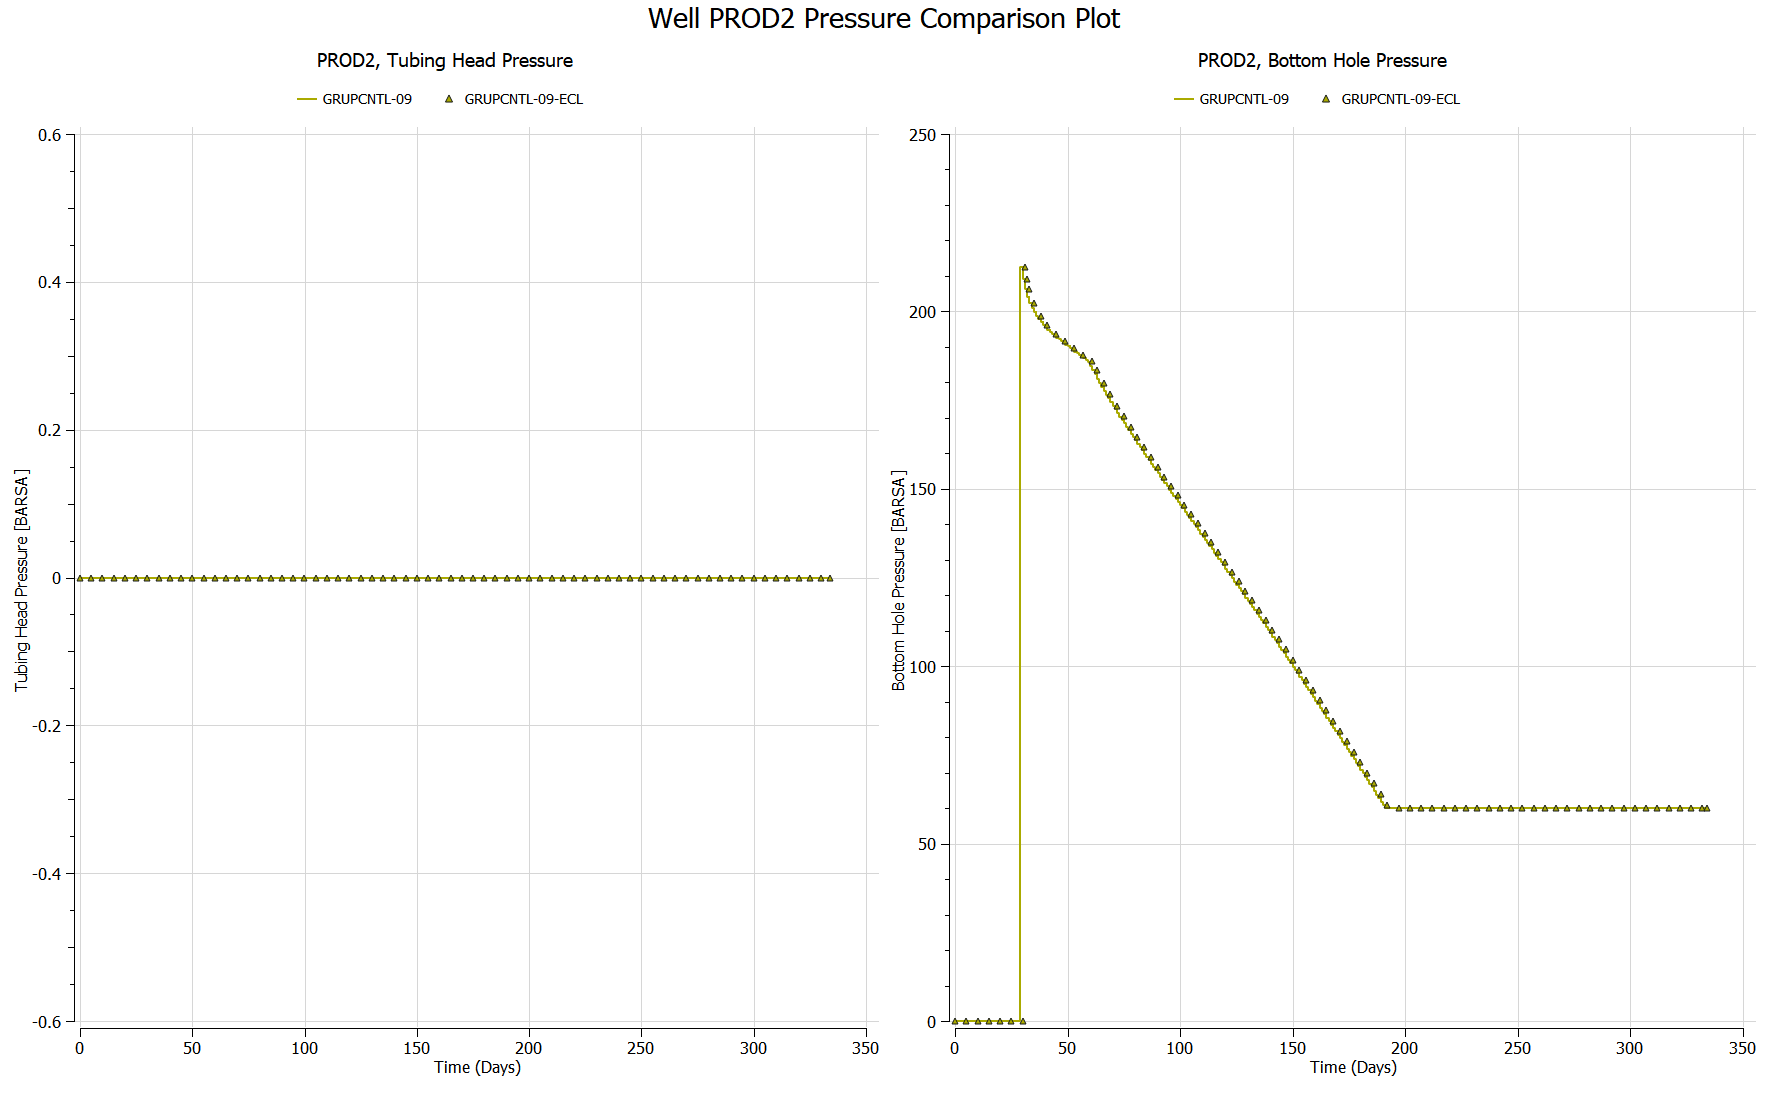 Well PROD2 Pressure Comparison Plot
PROD2, Tubing Head Pressure
GRUPCNTL-09
GRUPCNTL-09-ECL
0.6
0.4
0.2
0
-0.2
-0.4
-0.6
Tubing Head Pressure [BARSA]
0
50
100
150
200
250
300
350
Time (Days)
PROD2, Bottom Hole Pressure
GRUPCNTL-09
GRUPCNTL-09-ECL
250
200
150
100
50
0
Bottom Hole Pressure [BARSA]
0
50
100
150
200
250
300
350
Time (Days)